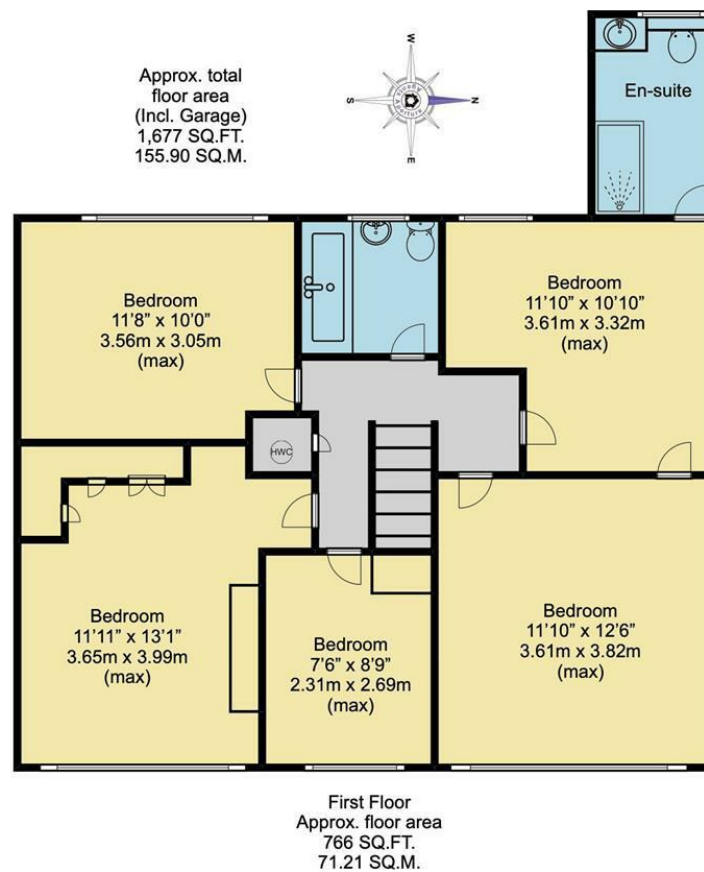 Approx. total
floor area
(Incl. Garage)
1,677 SQ.FT.
155.90 SQ.M.
W
S
N
E
Aperture
En-suite
Bedroom
11'8” x 10'0”
3.56m x 3.05m
(max)
Bedroom
11'10” x 10'10”
3.61m x 3.32m
(max)
HWC
Bedroom
11'11” x 13'1”
3.65m x 3.99m
(max)
Bedroom
7'6” x 8'9”
2.31m x 2.69m
(max)
Bedroom
11'10” x 12'6”
3.61m x 3.82m
(max)
First Floor
Approx. floor area
766 SQ.FT.
71.21 SQ.M.